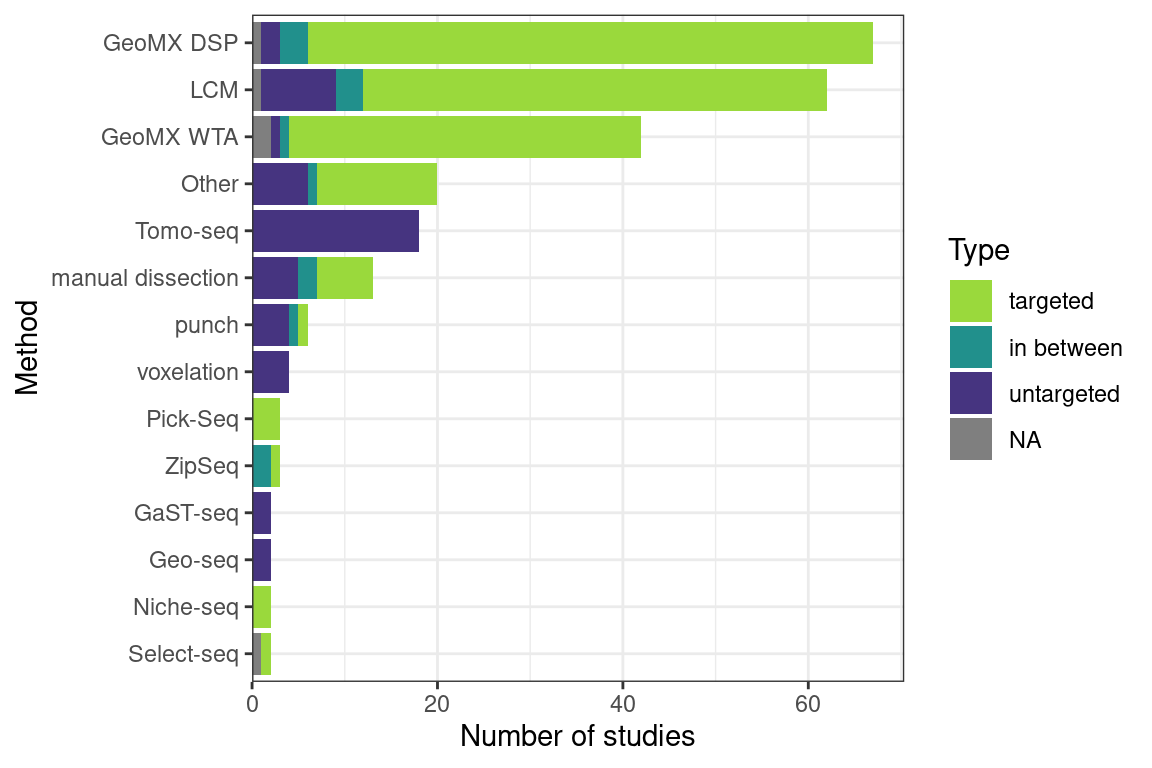 GeoMX DSP
LCM
GeoMX WTA
Other
Tomo-seq
manual dissection
punch
voxelation
Pick-Seq
ZipSeq
GaST-seq
Geo-seq
Niche-seq
Select-seq
Method
0 20 40 60
Number of studies
Type
targeted
in between
untargeted
NA